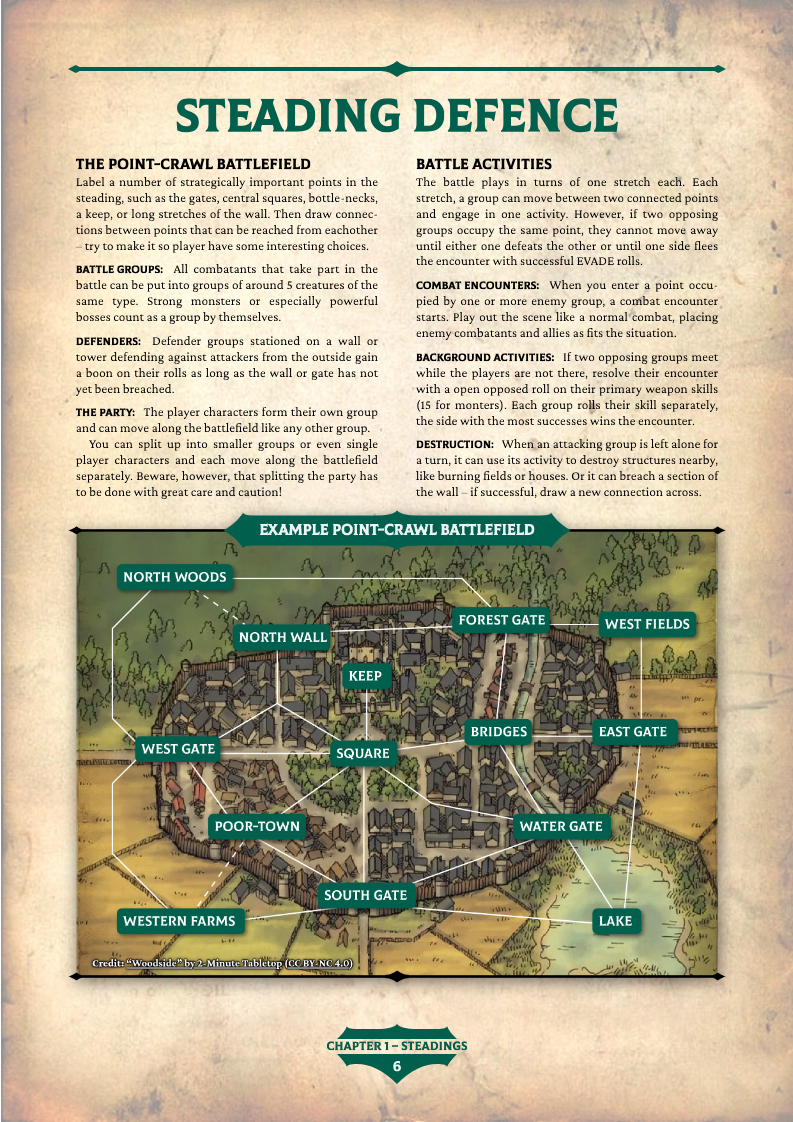 STEADING DEFENCE
THE POINT-CRAWL BATTLEFIELD
Label a number of strategically important points in the
steading, such as the gates, central squares, bottle-necks,
a keep, or long stretches of the wall. Then draw connec-
tions between points that can be reached from eachother
– try to make it so player have some interesting choices.
BATTLE GROUPS: All combatants that take part in the
battle can be put into groups of around 5 creatures of the
same type. Strong monsters or especially powerful
bosses count as a group by themselves.
DEFENDERS: Defender groups stationed on a wall or
tower defending against attackers from the outside gain
a boon on their rolls as long as the wall or gate has not
yet been breached.
THE PARTY: The player characters form their own group
and can move along the battlefield like any other group.
You can split up into smaller groups or even single
player characters and each move along the battlefield
separately. Beware, however, that splitting the party has
to be done with great care and caution!
BATTLE ACTIVITIES
The battle plays in turns of one stretch each. Each
stretch, a group can move between two connected points
and engage in one activity. However, if two opposing
groups occupy the same point, they cannot move away
until either one defeats the other or until one side flees
the encounter with successful EVADE rolls.
COMBAT ENCOUNTERS: When you enter a point occu-
pied by one or more enemy group, a combat encounter
starts. Play out the scene like a normal combat, placing
enemy combatants and allies as fits the situation.
BACKGROUND ACTIVITIES: If two opposing groups meet
while the players are not there, resolve their encounter
with a open opposed roll on their primary weapon skills
(15 for monters). Each group rolls their skill separately,
the side with the most successes wins the encounter.
DESTRUCTION: When an attacking group is left alone for
a turn, it can use its activity to destroy structures nearby,
like burning fields or houses. Or it can breach a section of
the wall – if successful, draw a new connection across.
EXAMPLE POINT-CRAWL BATTLEFIELD
NORTH WOODS
FOREST GATE
WEST FIELDS
NORTH WALL
KEEP
BRIDGES
EAST GATE
WEST GATE
SQUARE
POOR-TOWN
WATER GATE
SOUTH GATE
WESTERN FARMS
LAKE
Credit: “Woodside” by 2-Minute Tabletop (CC BY-NC 4.0)
CHAPTER 1 – STEADINGS
6